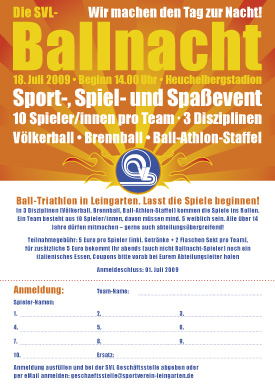 Die SVL- Wir machen den Tag zur Nacht!
Ballnacht
18. Juli 2009 • Beginn 14.00 Uhr • Heuchelbergstadion
Sport-, Spiel- und Spaßevent
10 Spieler/innen pro Team · 3 Disziplinen
Völkerball • Brennball • Ball-Athlon-Staffel
Ball-Triathlon in Leingarten. Lasst die Spiele beginnen!
In 3 Disziplinen (Völkerball, Brennball, Ball-Athlon-Staffel) kommen die Spiele ins Rollen.
Ein Team besteht aus 10 Spieler/innen, davon müssen mind. 5 weiblich sein. Alle über 14
Jahre dürfen mitmachen – gerne auch abteilungsübergreifend!
Teilnahmegebühr: 5 Euro pro Spieler (inkl. Getränke + 2 Flaschen Sekt pro Team),
für zusätzliche 5 Euro bekommt Ihr abends (auch nicht Ballnacht-Spieler) noch ein
italienisches Essen, Coupons bitte vorab bei Eurem Abteilungsleiter holen
Anmeldeschluss: 01. Juli 2009
Anmeldung: Team-Name:
Spieler-Namen:
1. 2. 3.
4. 5. 6.
7. 8. 9.
10. Ersatz:
Anmeldung ausfüllen und bei der SVL Geschäftsstelle abgeben oder
per eMail anmelden: geschaeftsstelle@sportverein-leingarten.de